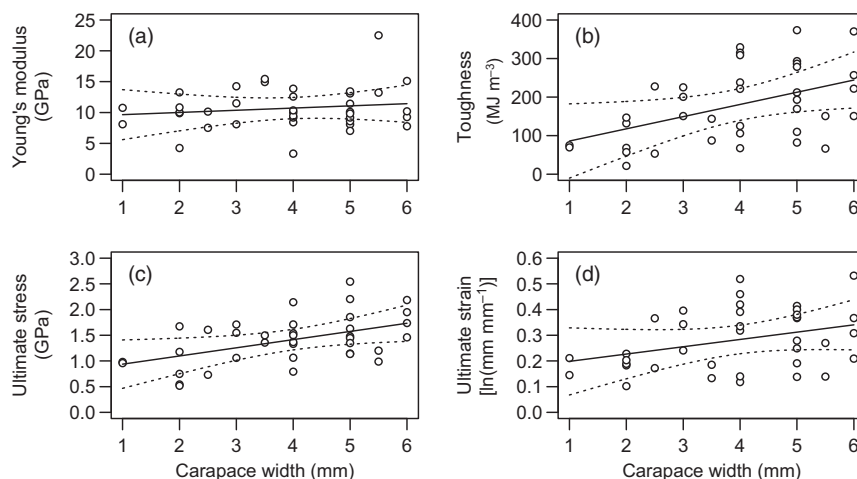 (a)
Young's modulus
(GPa)
25
20
15
10
5
0
1 2 3 4 5 6
(b)
Toughness
(MJ m⁻³)
400
300
200
100
0
1 2 3 4 5 6
(c)
Ultimate stress
(GPa)
3.0
2.5
2.0
1.5
1.0
0.5
0.0
1 2 3 4 5 6
Carapace width (mm)
(d)
Ultimate strain
[ln(mm mm⁻¹)]
0.6
0.5
0.4
0.3
0.2
0.1
0.0
1 2 3 4 5 6
Carapace width (mm)